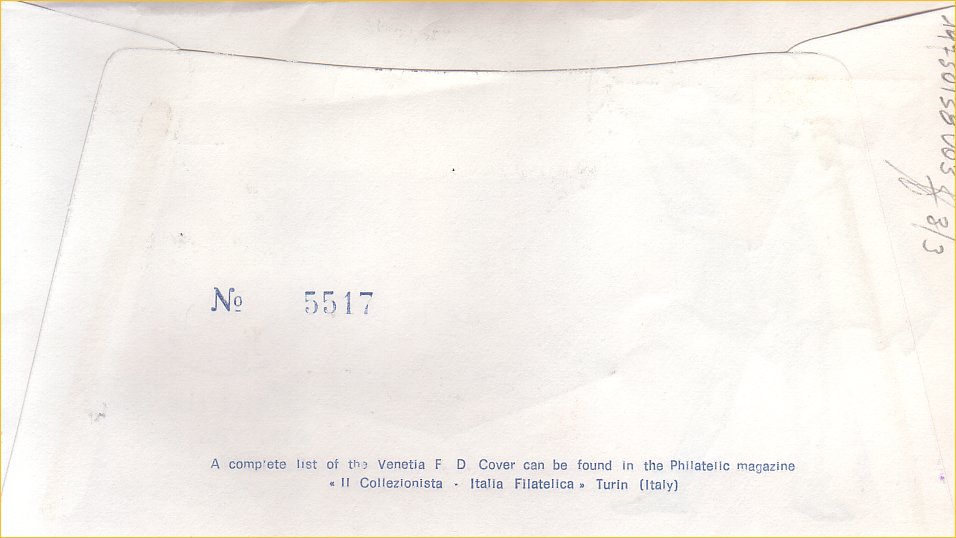 № 5517
A complete list of the Venetia F D Cover can be found in the Philatelic magazine
« Il Collezionista - Italia Filatelica » Turin (Italy)